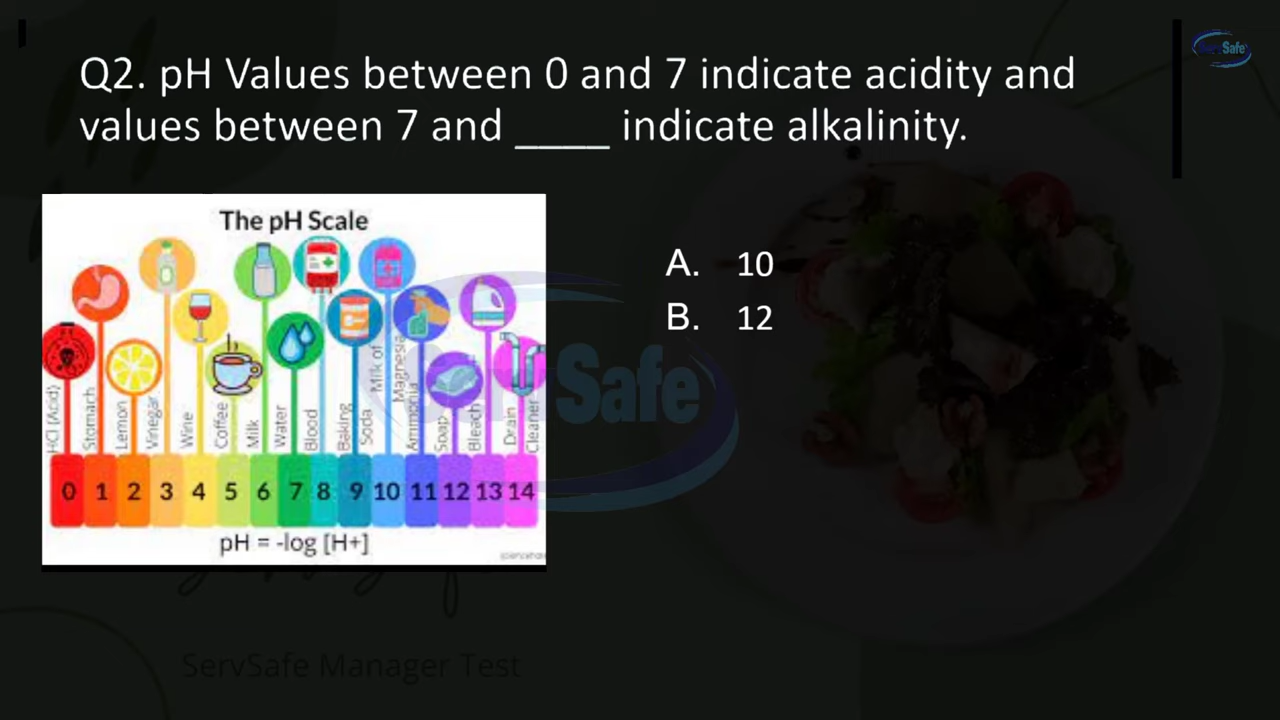 Safe
Q2. pH Values between 0 and 7 indicate acidity and
values between 7 and ____ indicate alkalinity.
The pH Scale
HCl (Acid)
Stomach
Lemon
Vinegar
Wine
Coffee
Milk
Water
Blood
Baking
Soda
Milk of
Magnesia
Ammonia
Soap
Bleach
Drain
Cleaner
0 1 2 3 4 5 6 7 8 9 10 11 12 13 14
pH = -log [H+]
A. 10
B. 12
Safe
ServSafe Manager Test